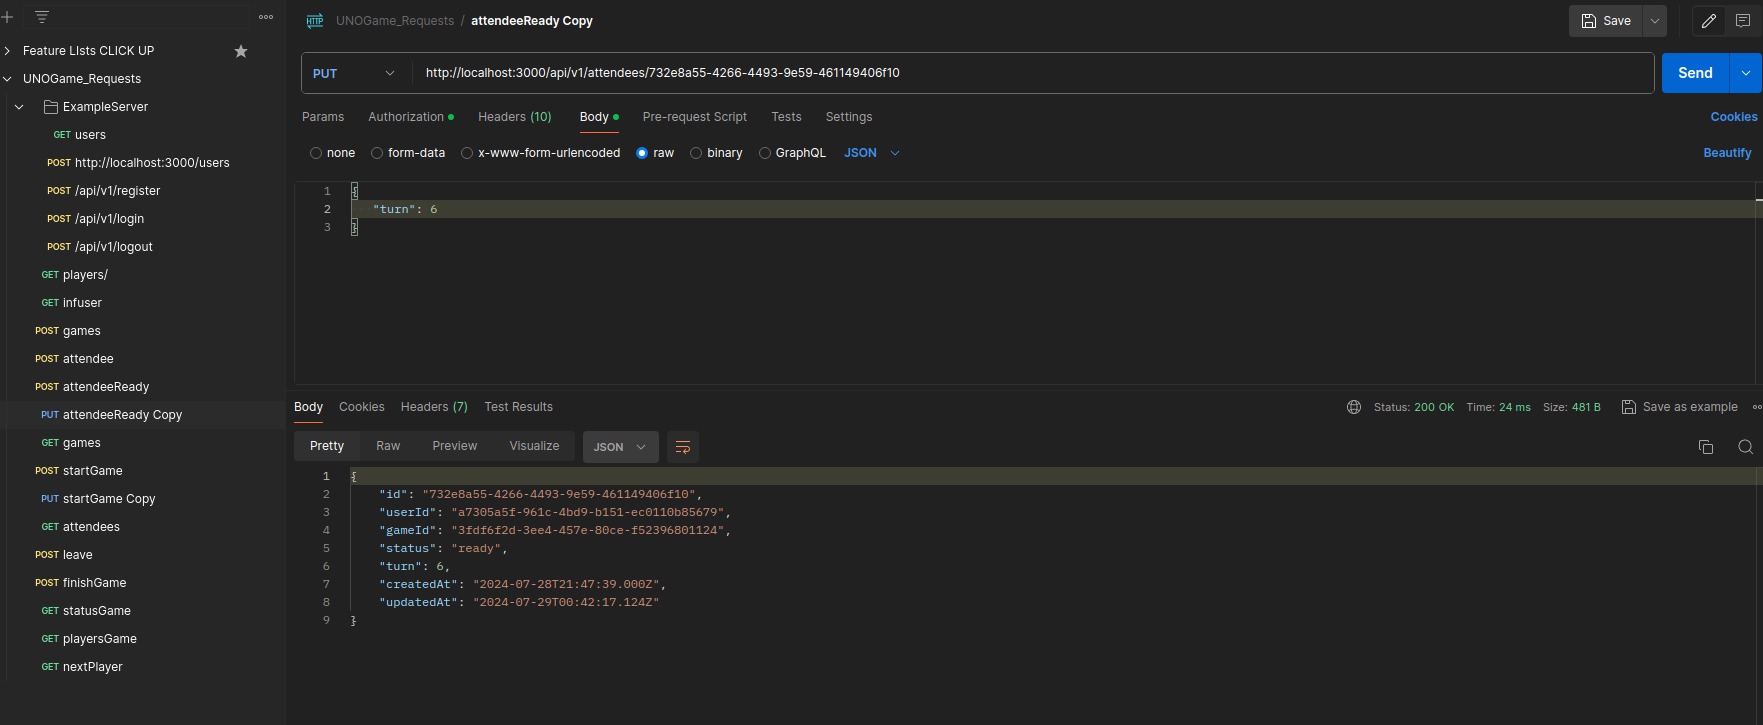 UNOGame_Requests / attendeeReady Copy
Save
Feature LIsts CLICK UP
UNOGame_Requests
ExampleServer
GET users
POST http://localhost:3000/users
POST /api/v1/register
POST /api/v1/login
POST /api/v1/logout
GET players/
GET infuser
POST games
POST attendee
POST attendeeReady
PUT attendeeReady Copy
GET games
POST startGame
PUT startGame Copy
GET attendees
POST leave
POST finishGame
GET statusGame
GET playersGame
GET nextPlayer
HTTP
PUT http://localhost:3000/api/v1/attendees/732e8a55-4266-4493-9e59-461149406f10 Send
Params Authorization Headers (10) Body Pre-request Script Tests Settings Cookies
none form-data x-www-form-urlencoded raw binary GraphQL JSON Beautify
1 {
2 "turn": 6
3 }
Body Cookies Headers (7) Test Results Status: 200 OK Time: 24 ms Size: 481 B Save as example
Pretty Raw Preview Visualize JSON
1 {
2 "id": "732e8a55-4266-4493-9e59-461149406f10",
3 "userId": "a7305a5f-961c-4bd9-b151-ec0110b85679",
4 "gameId": "3fdf6f2d-3ee4-457e-80ce-f52396801124",
5 "status": "ready",
6 "turn": 6,
7 "createdAt": "2024-07-28T21:47:39.000Z",
8 "updatedAt": "2024-07-29T00:42:17.124Z"
9 }